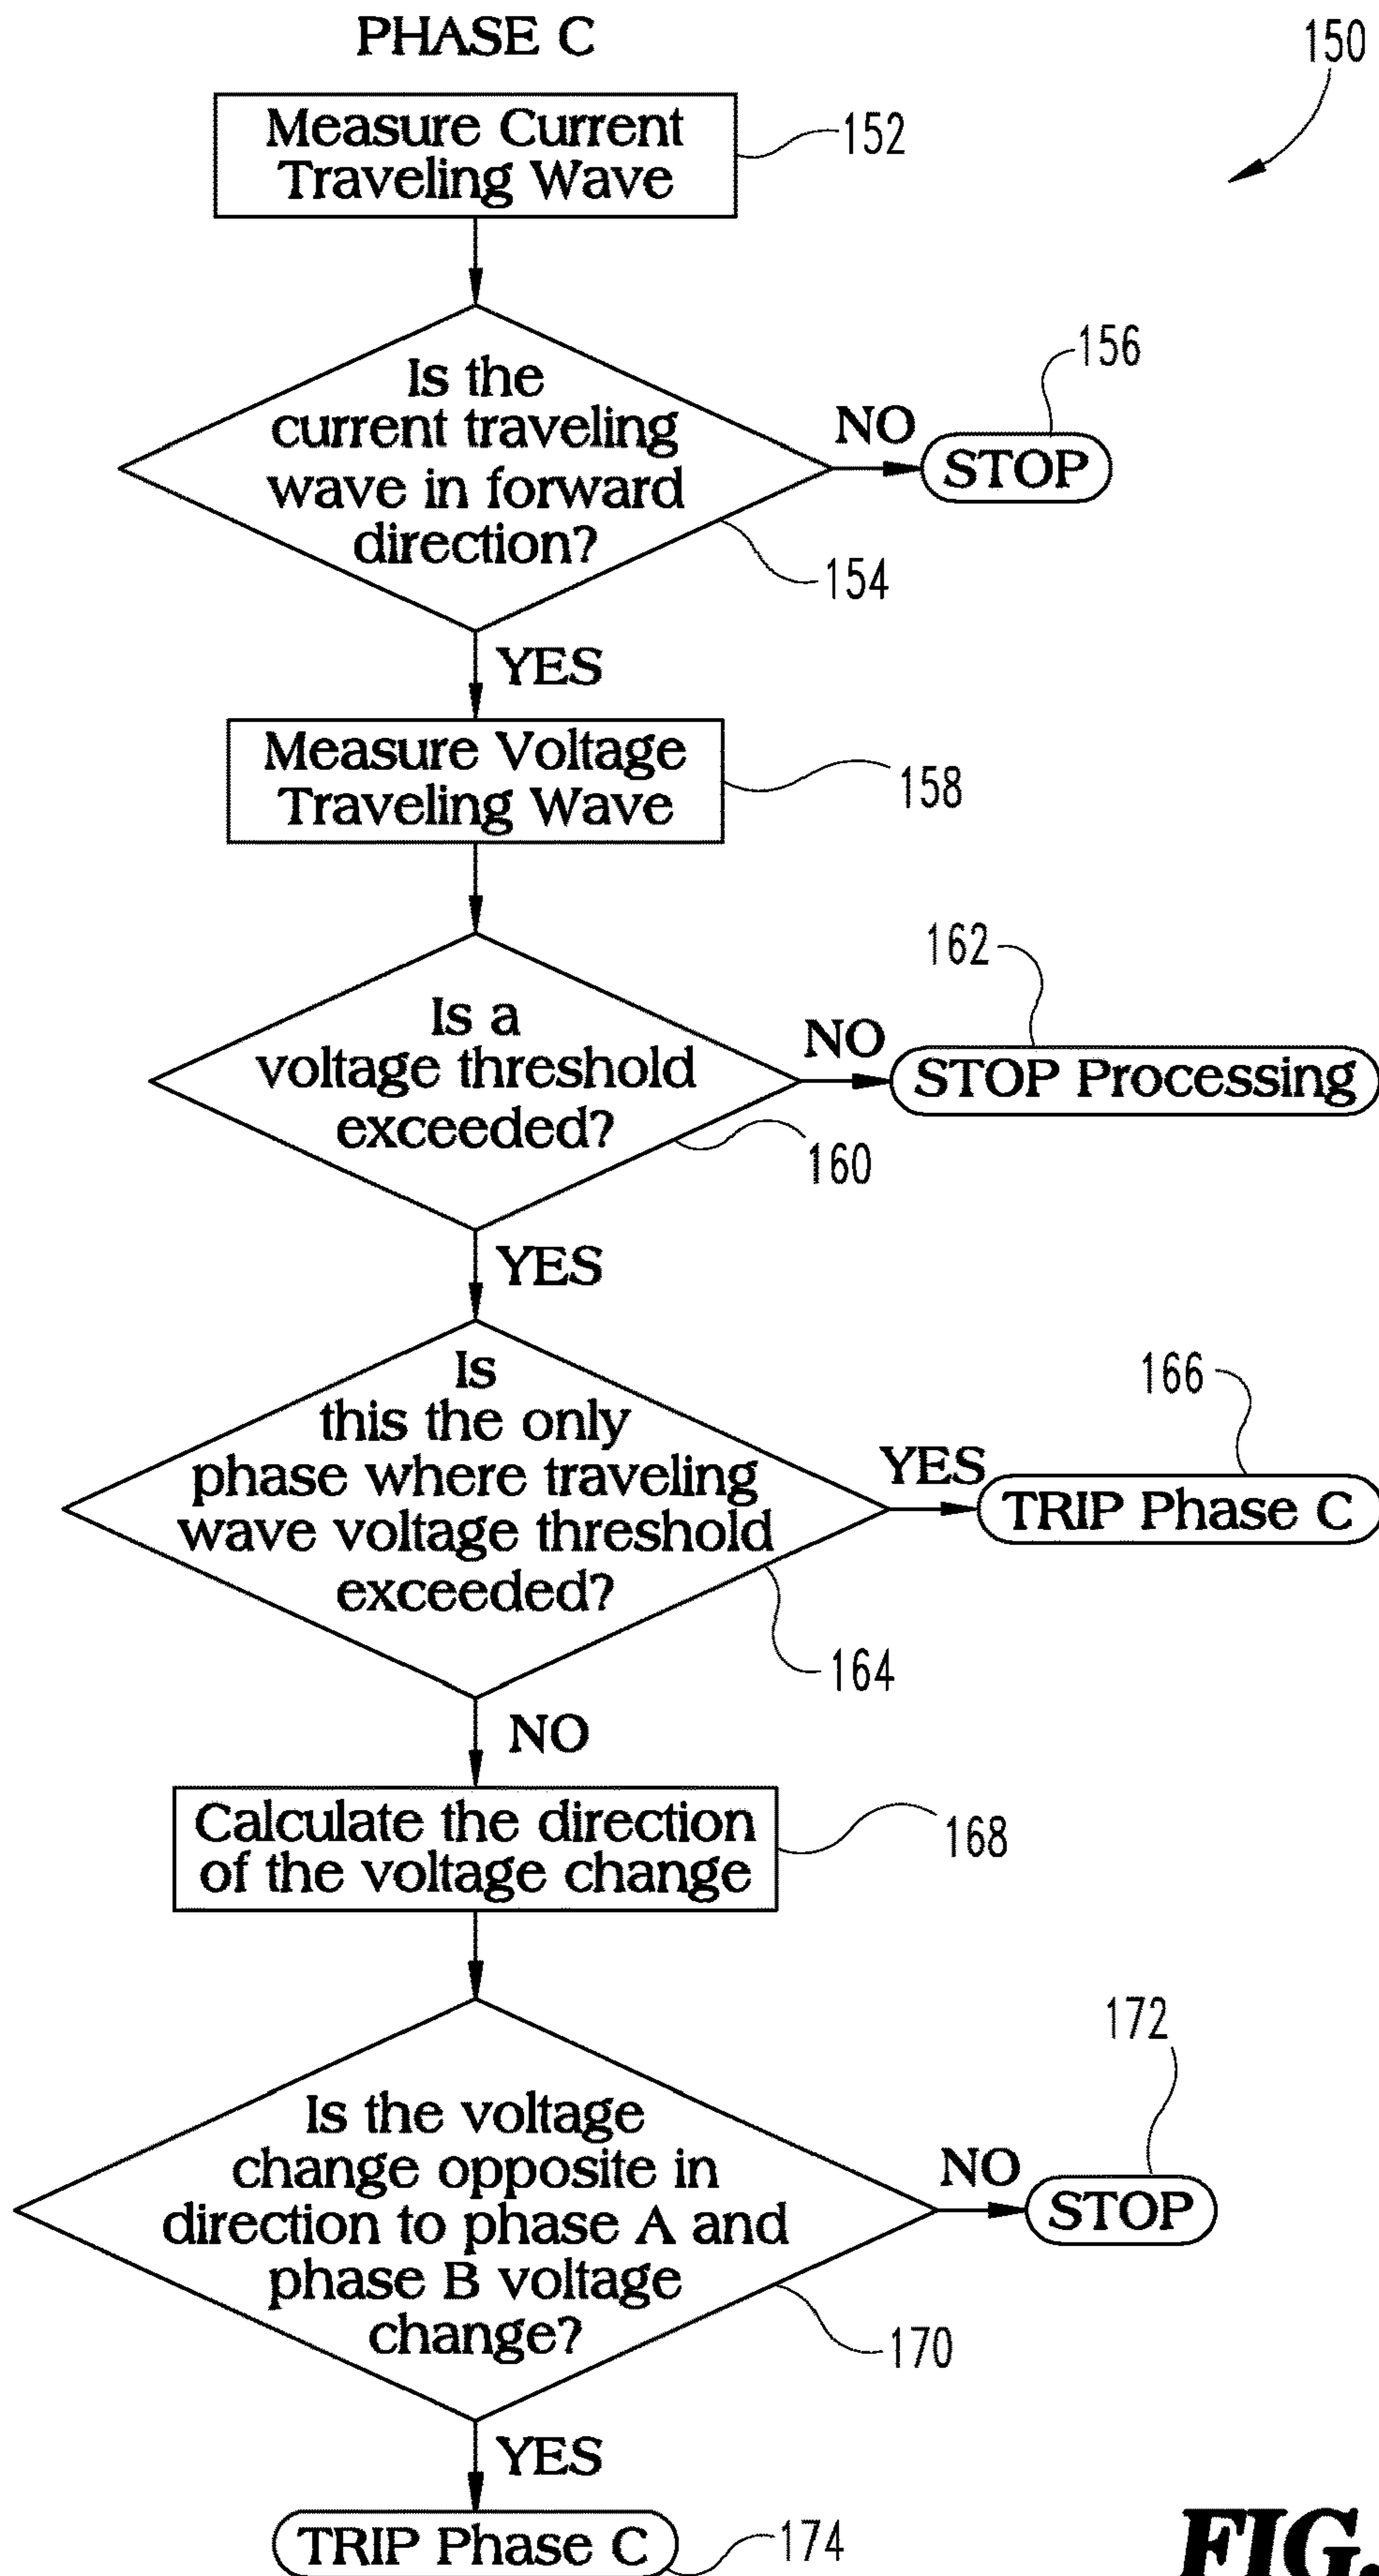 PHASE C
150
Measure Current
Traveling Wave
152
Is the
current traveling
wave in forward
direction?
NO
156
STOP
154
YES
Measure Voltage
Traveling Wave
158
Is a
voltage threshold
exceeded?
NO
162
STOP Processing
160
YES
Is
this the only
phase where traveling
wave voltage threshold
exceeded?
YES
166
TRIP Phase C
164
NO
Calculate the direction
of the voltage change
168
Is the voltage
change opposite in
direction to phase A and
phase B voltage
change?
NO
172
STOP
170
YES
TRIP Phase C
174
FIG.